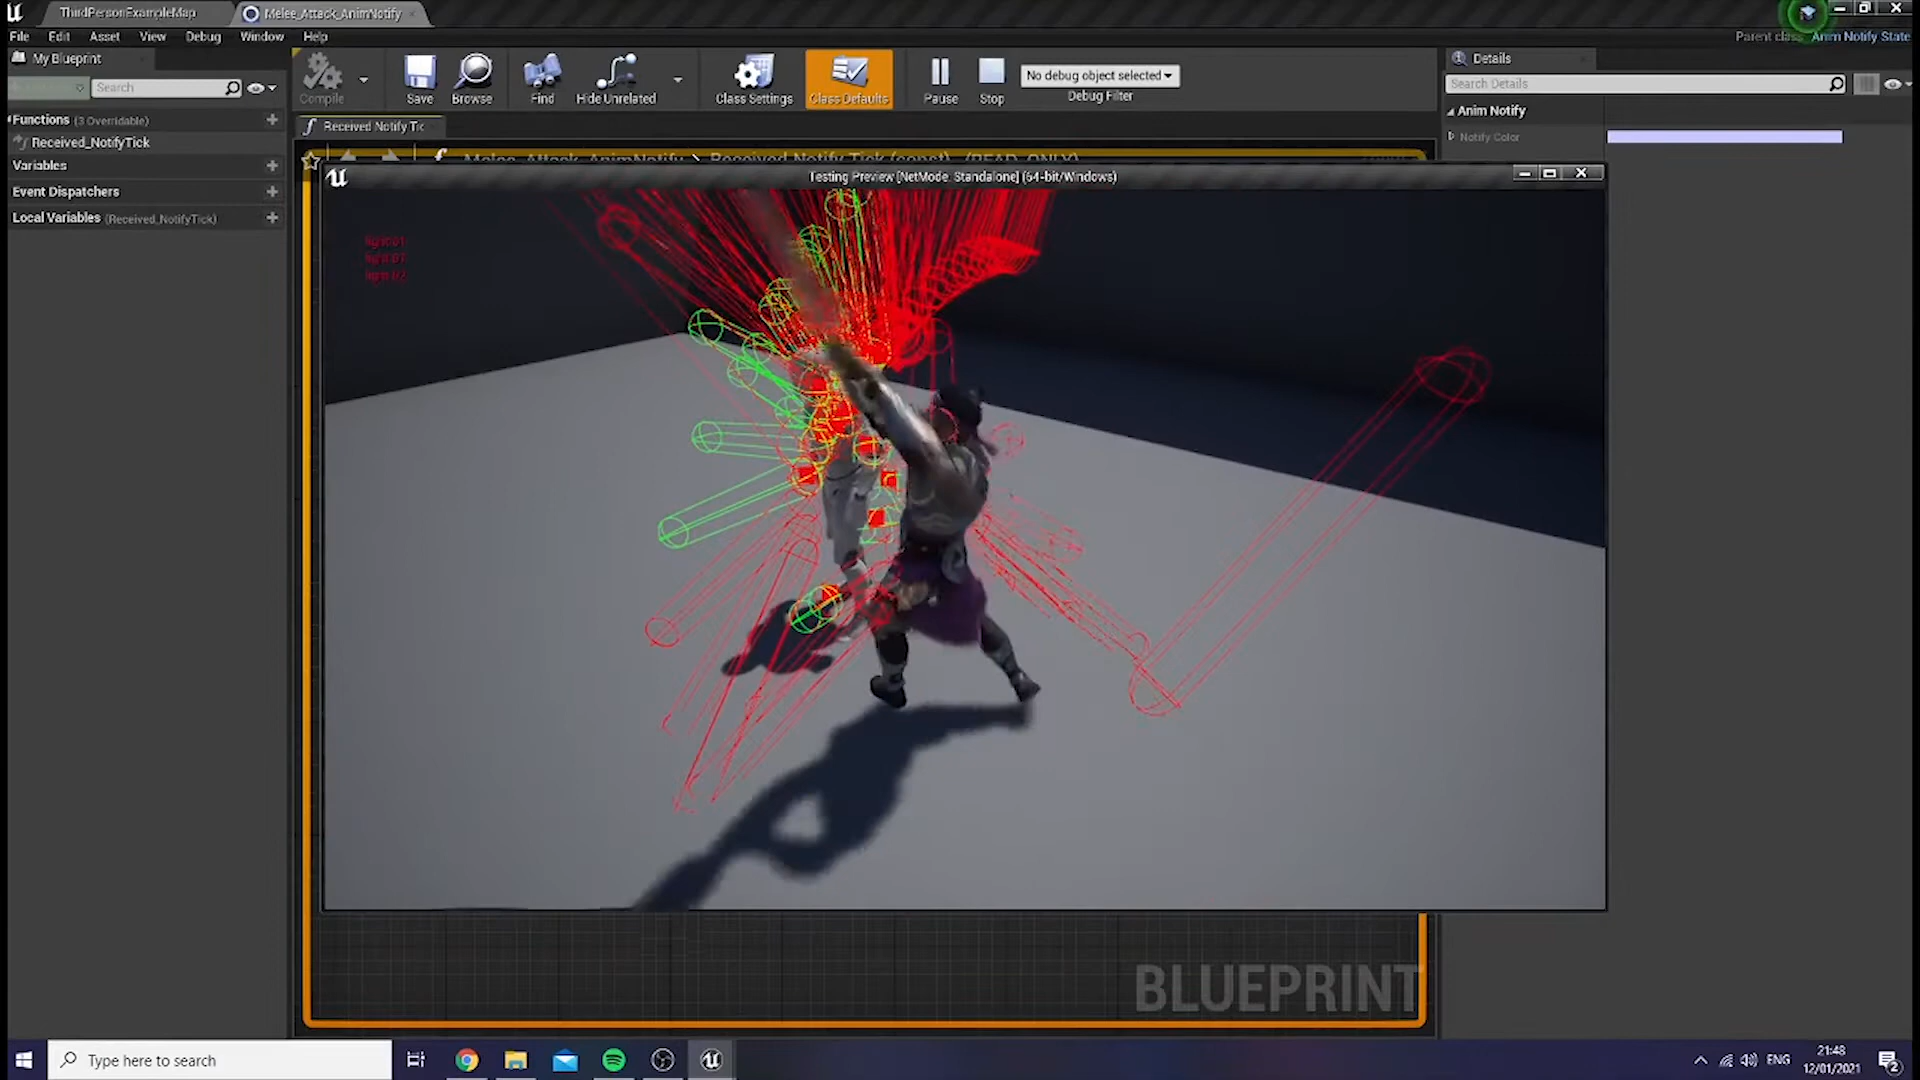 ThirdPersonExampleMap
Melee_Attack_AnimNotify
File Edit Asset View Debug Window Help
Parent class: Anim Notify State
My Blueprint
Search
Compile
Save
Browse
Find
Hide Unrelated
Class Settings
Class Defaults
Pause
Stop
No debug object selected
Debug Filter
Details
Search Details
Functions (3 Overridable)
Received_NotifyTick
Variables
Event Dispatchers
Local Variables (Received_NotifyTick)
Received Notify Tic
Melee_Attack_AnimNotify > Received Notify Tick (const) (READ-ONLY)
Anim Notify
Notify Color
Testing Preview [NetMode: Standalone] (64-bit/Windows)
BLUEPRINT
Type here to search
ENG
21:48
12/01/2021
2